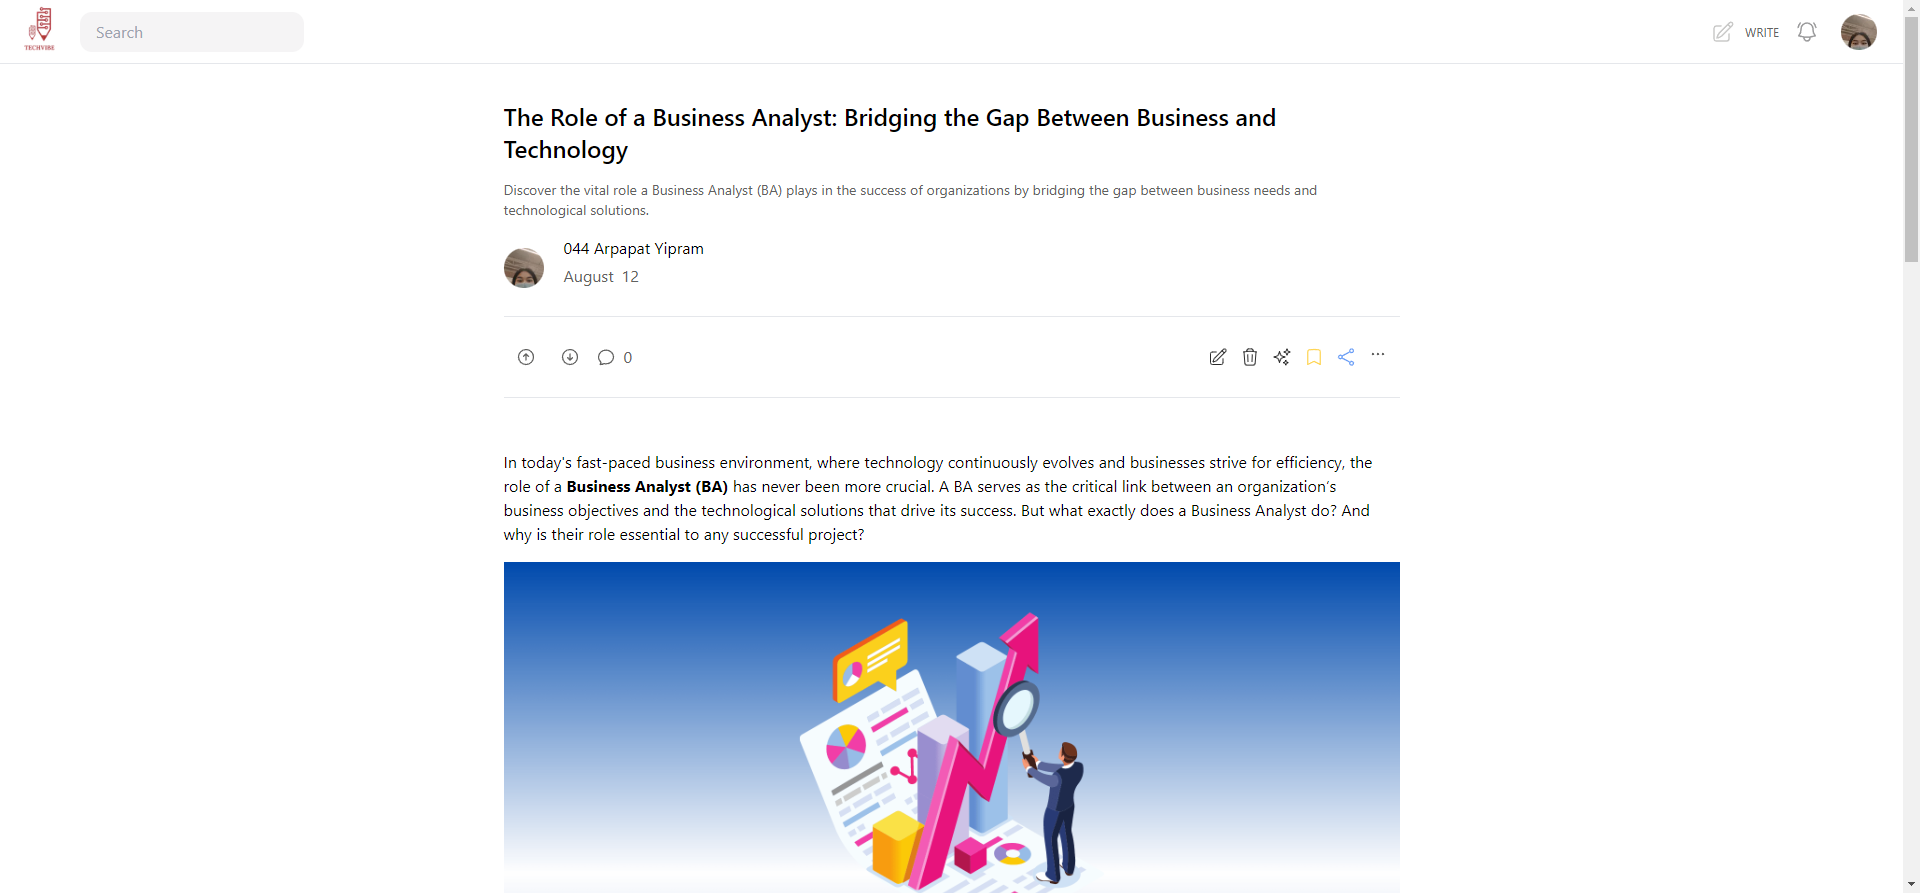 TECHVIBE
Search
WRITE
The Role of a Business Analyst: Bridging the Gap Between Business and
Technology
Discover the vital role a Business Analyst (BA) plays in the success of organizations by bridging the gap between business needs and
technological solutions.
044 Arpapat Yipram
August 12
0
In today's fast-paced business environment, where technology continuously evolves and businesses strive for efficiency, the
role of a Business Analyst (BA) has never been more crucial. A BA serves as the critical link between an organization's
business objectives and the technological solutions that drive its success. But what exactly does a Business Analyst do? And
why is their role essential to any successful project?